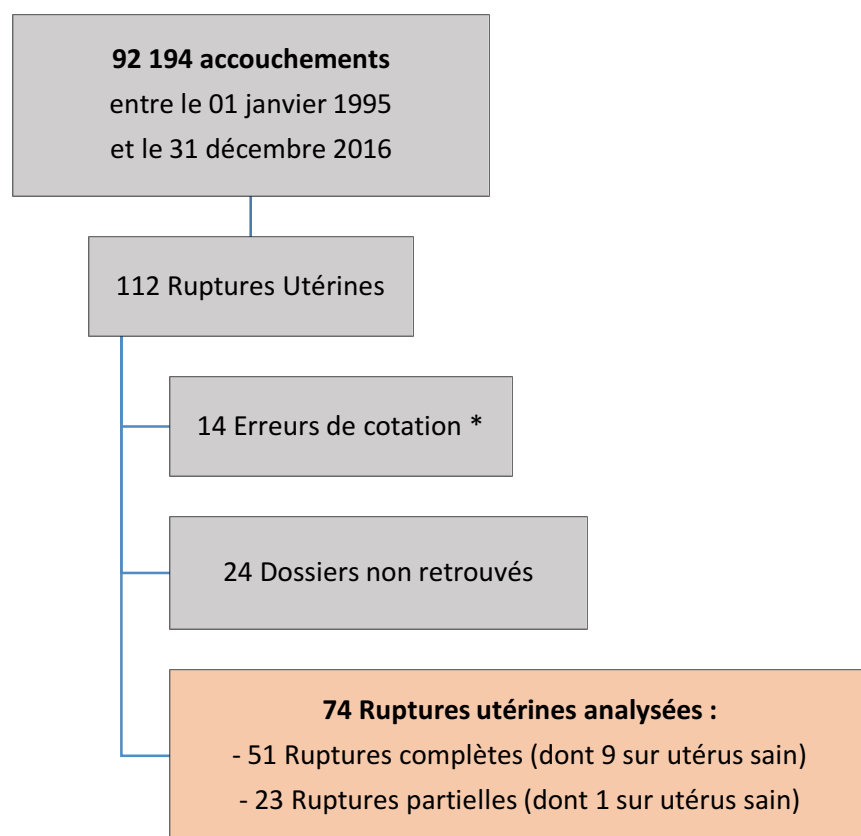 92 194 accouchements
entre le 01 janvier 1995
et le 31 décembre 2016
112 Ruptures Utérines
14 Erreurs de cotation *
24 Dossiers non retrouvés
74 Ruptures utérines analysées :
- 51 Ruptures complètes (dont 9 sur utérus sain)
- 23 Ruptures partielles (dont 1 sur utérus sain)